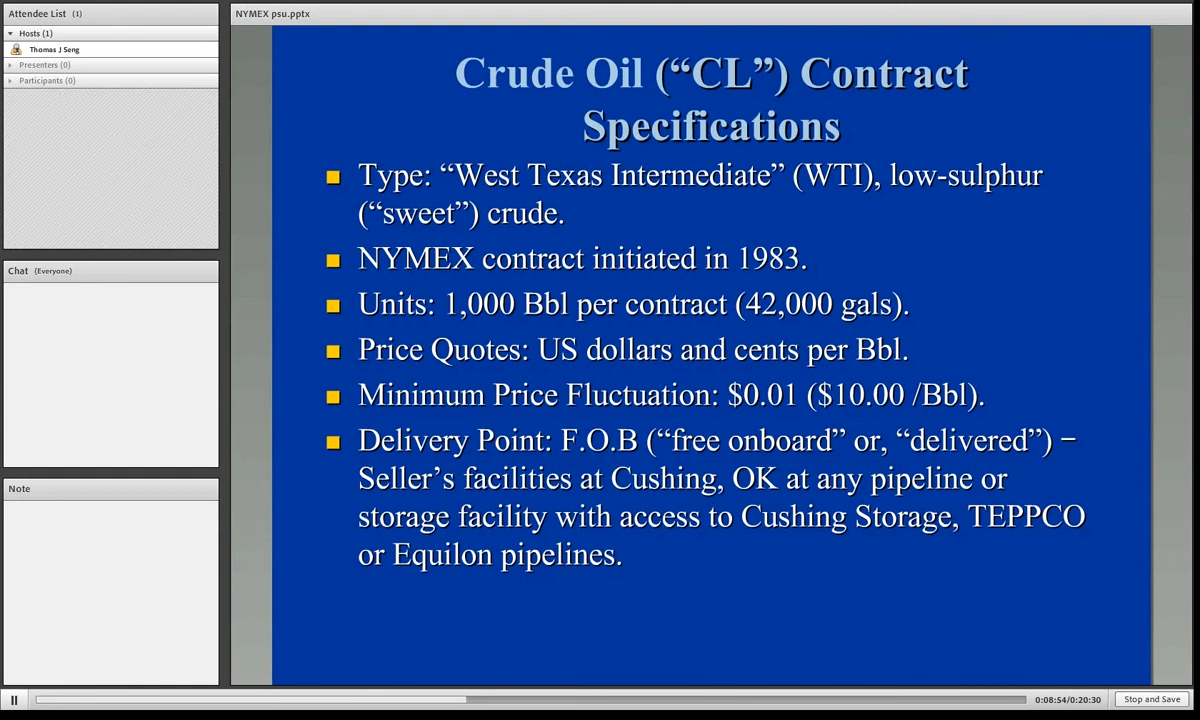 Attendee List (1)
Hosts (1)
Thomas J Seng
Presenters (0)
Participants (0)
Chat (Everyone)
Note
NYMEX psu.pptx
Crude Oil (“CL”) Contract
Specifications
Type: “West Texas Intermediate” (WTI), low-sulphur
(“sweet”) crude.
NYMEX contract initiated in 1983.
Units: 1,000 Bbl per contract (42,000 gals).
Price Quotes: US dollars and cents per Bbl.
Minimum Price Fluctuation: $0.01 ($10.00 /Bbl).
Delivery Point: F.O.B (“free onboard” or, “delivered”) –
Seller’s facilities at Cushing, OK at any pipeline or
storage facility with access to Cushing Storage, TEPPCO
or Equilon pipelines.
0:08:54/0:20:30
Stop and Save